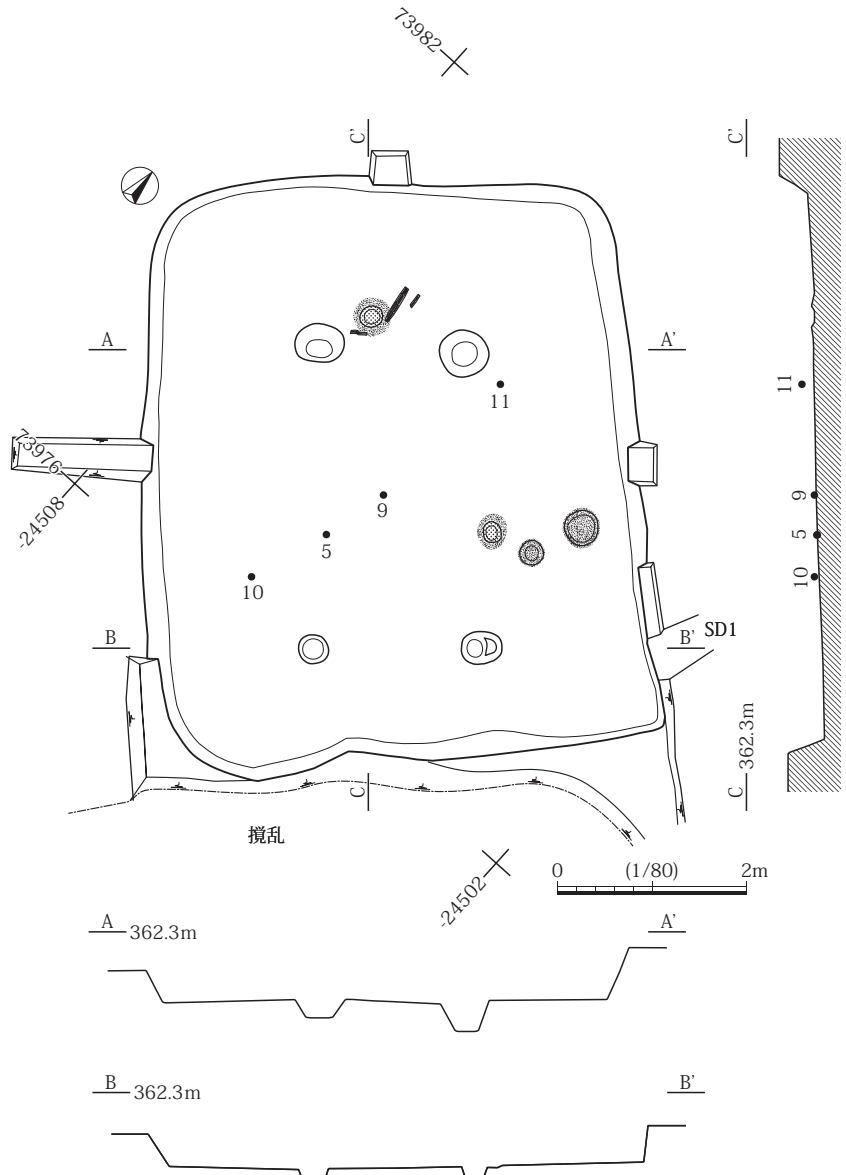 73982
C'
C'
A
A'
11
11
73976
-24508
9
9
5
5
10
10
B
B'
SD1
C
C
362.3m
撹乱
-24502
0 (1/80) 2m
A 362.3m
A'
B 362.3m
B'